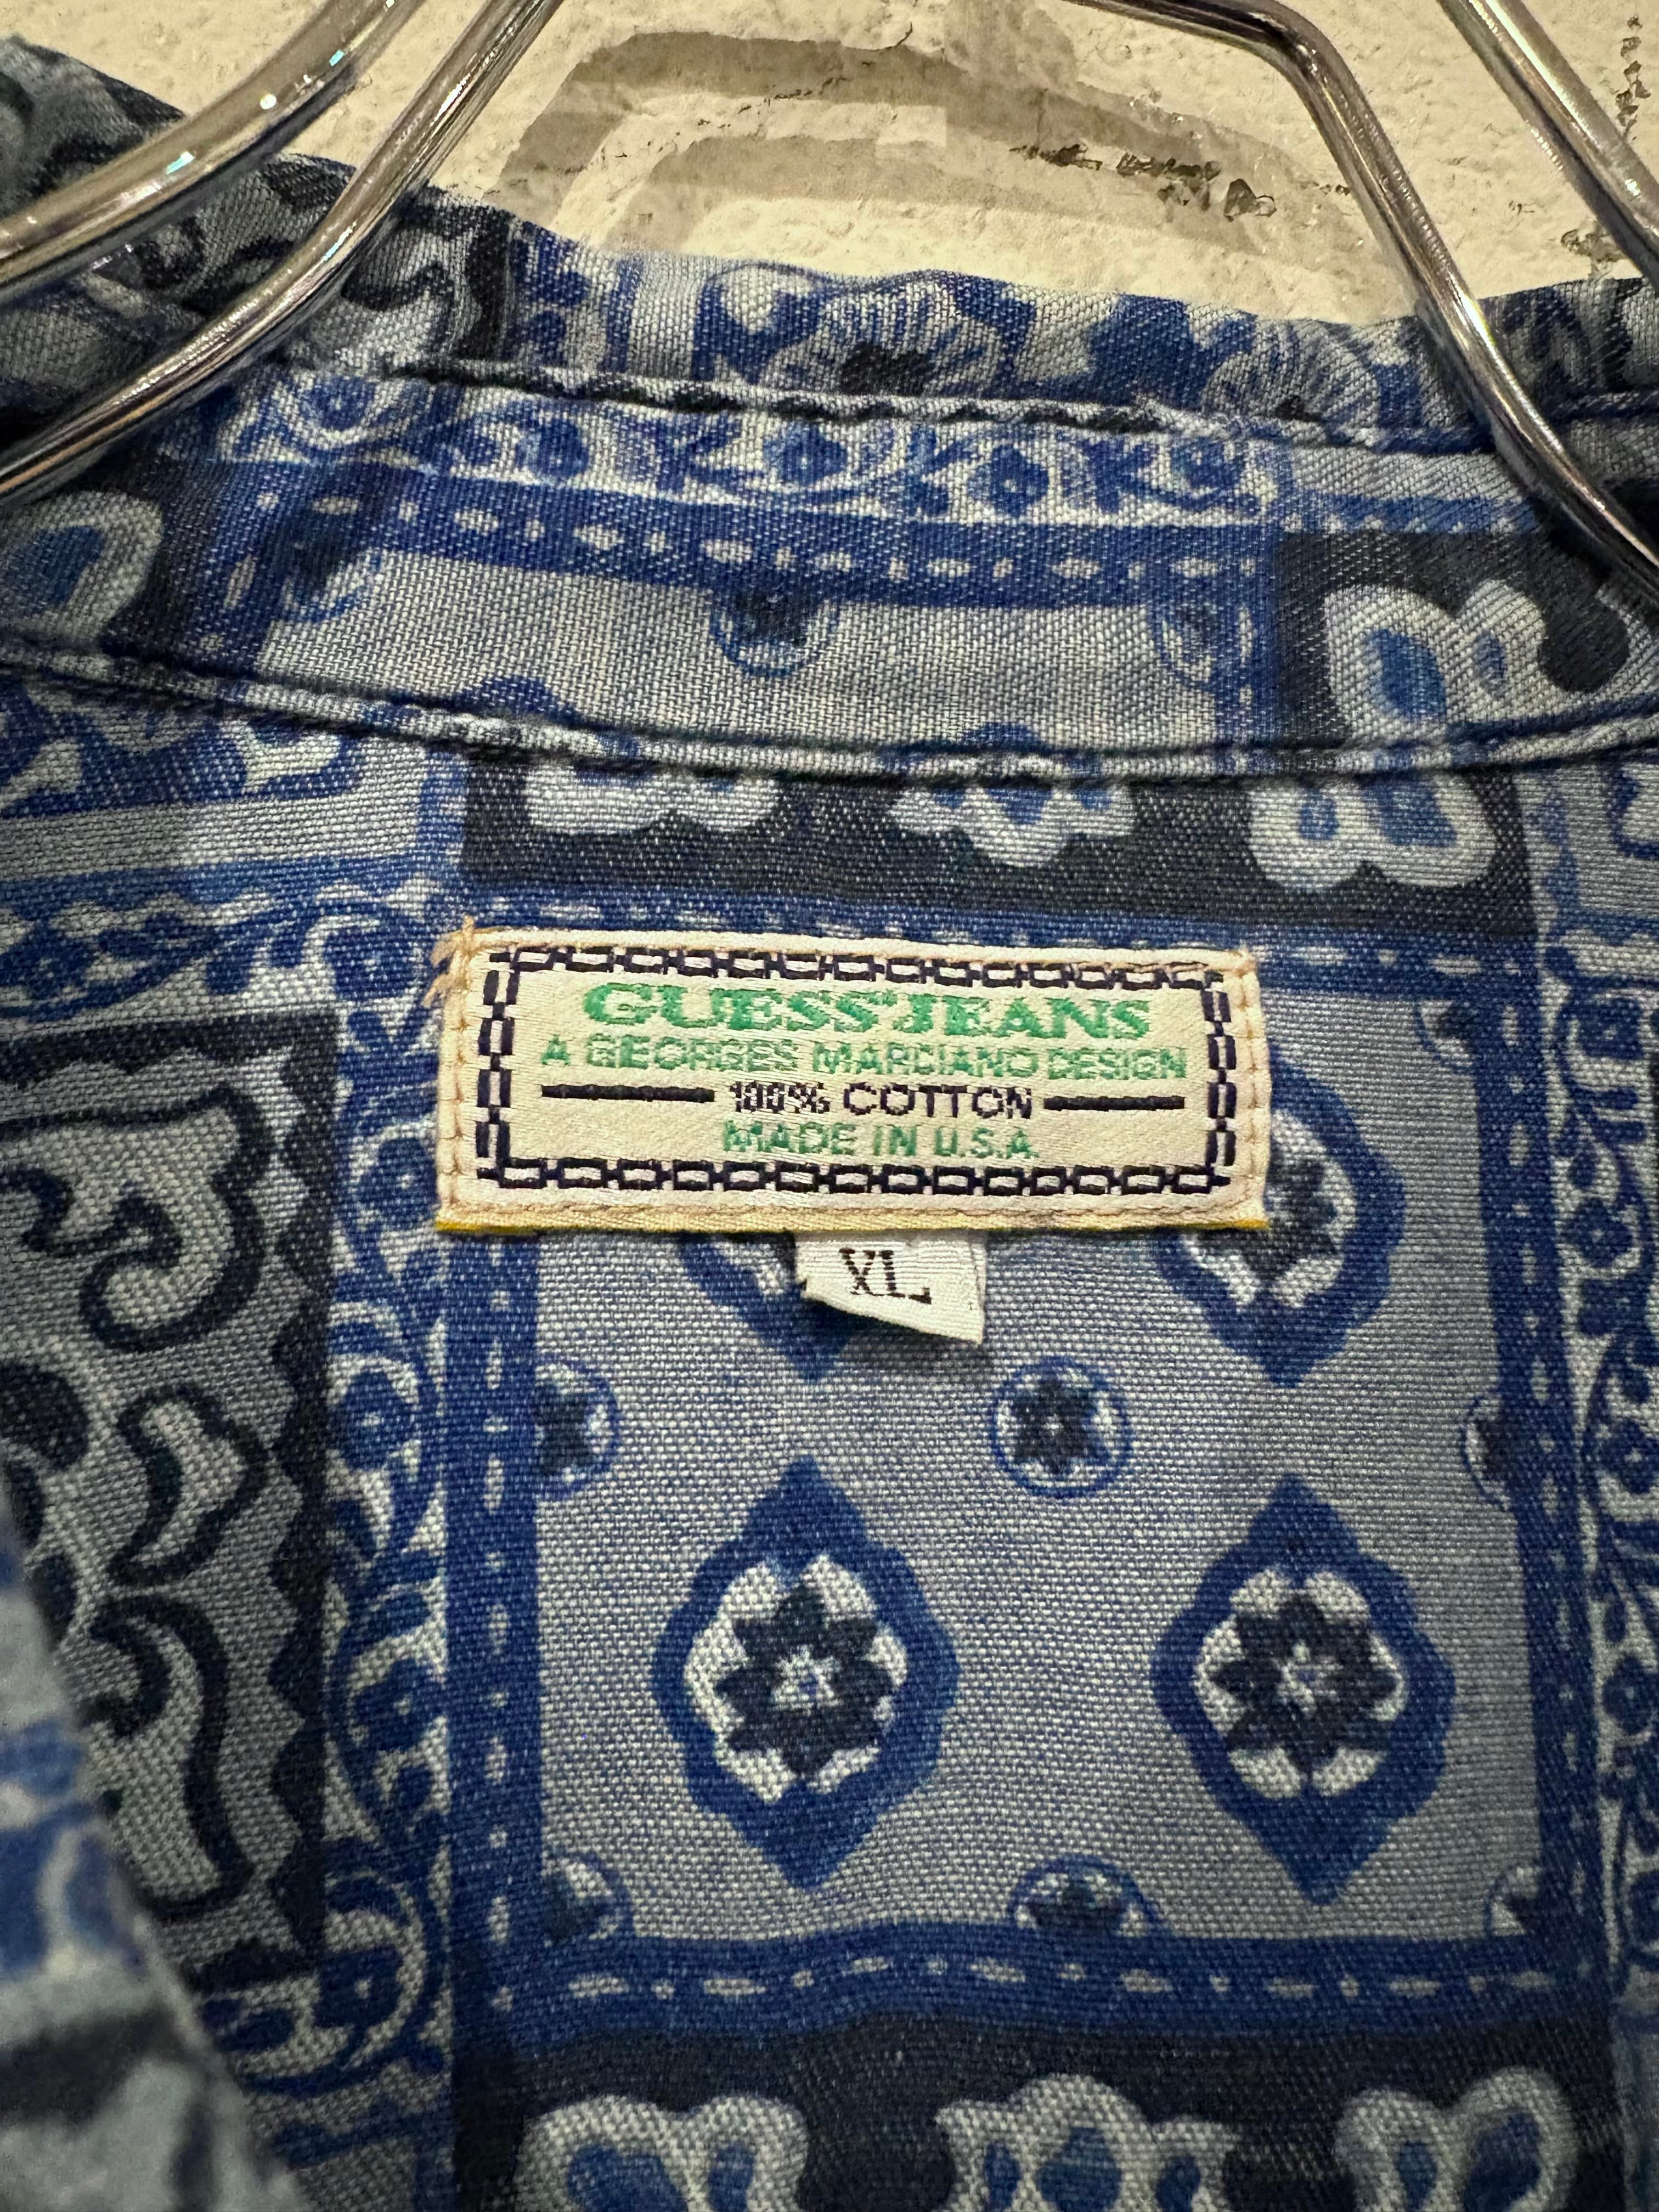 GUESS JEANS
A GEORGES MARCIANO DESIGN
100% COTTON
MADE IN U.S.A.
XL